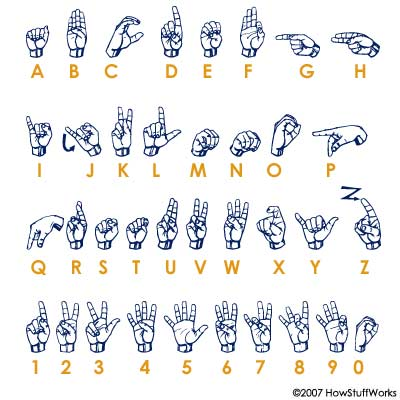 A B C D E F G H
I J K L M N O P
Q R S T U V W X Y Z
1 2 3 4 5 6 7 8 9 0
©2007 HowStuffWorks